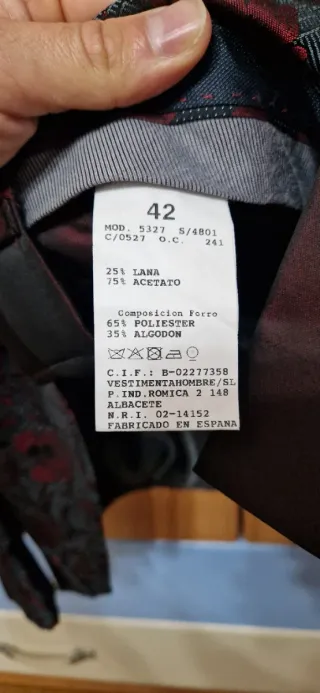 42
MOD. 5327 S/4801
C/0527 O.C. 241
25% LANA
75% ACETATO
Composicion Forro
65% POLIESTER
35% ALGODON
C.I.F.: B-02277358
VESTIMENTAHOMBRE/SL
P.IND.ROMICA 2 148
ALBACETE
N.R.I. 02-14152
FABRICADO EN ESPANA